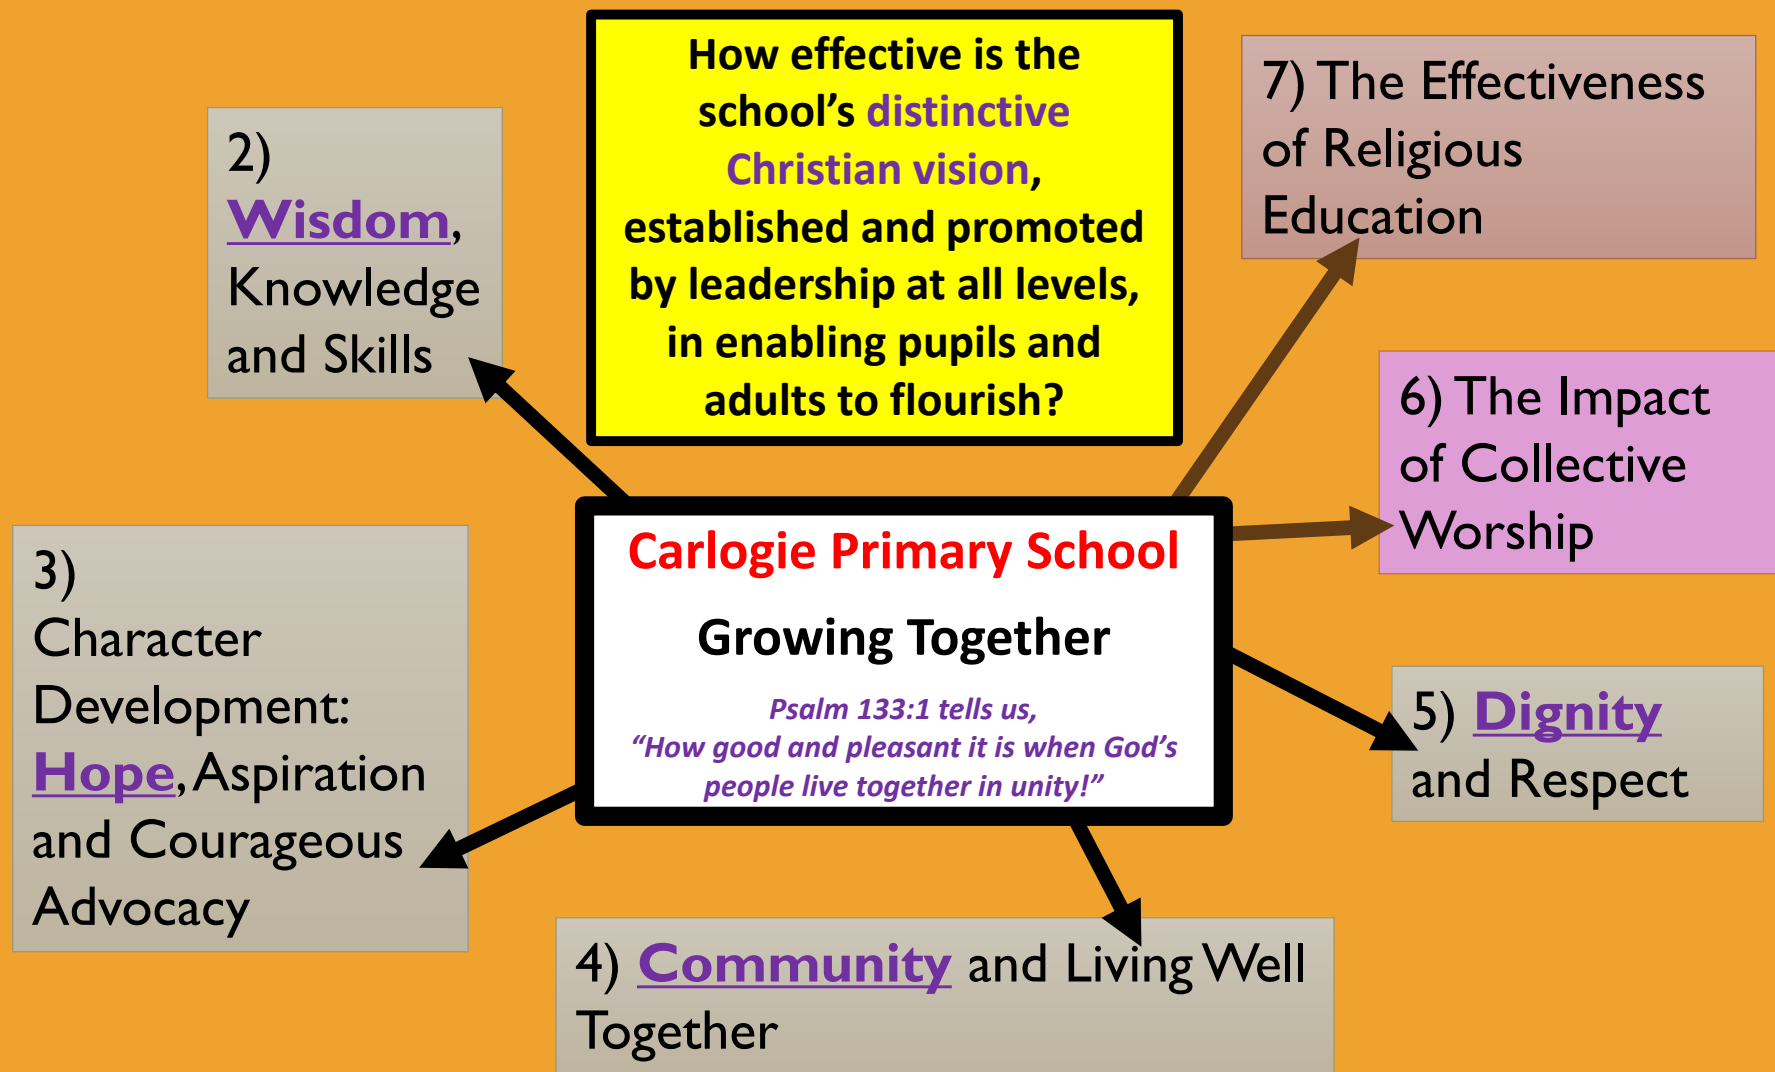 How effective is the
school’s distinctive
Christian vision,
established and promoted
by leadership at all levels,
in enabling pupils and
adults to flourish?
2)
Wisdom,
Knowledge
and Skills
7) The Effectiveness
of Religious
Education
6) The Impact
of Collective
Worship
3)
Character
Development:
Hope, Aspiration
and Courageous
Advocacy
Carlogie Primary School
Growing Together
Psalm 133:1 tells us,
“How good and pleasant it is when God’s
people live together in unity!”
5) Dignity
and Respect
4) Community and Living Well
Together